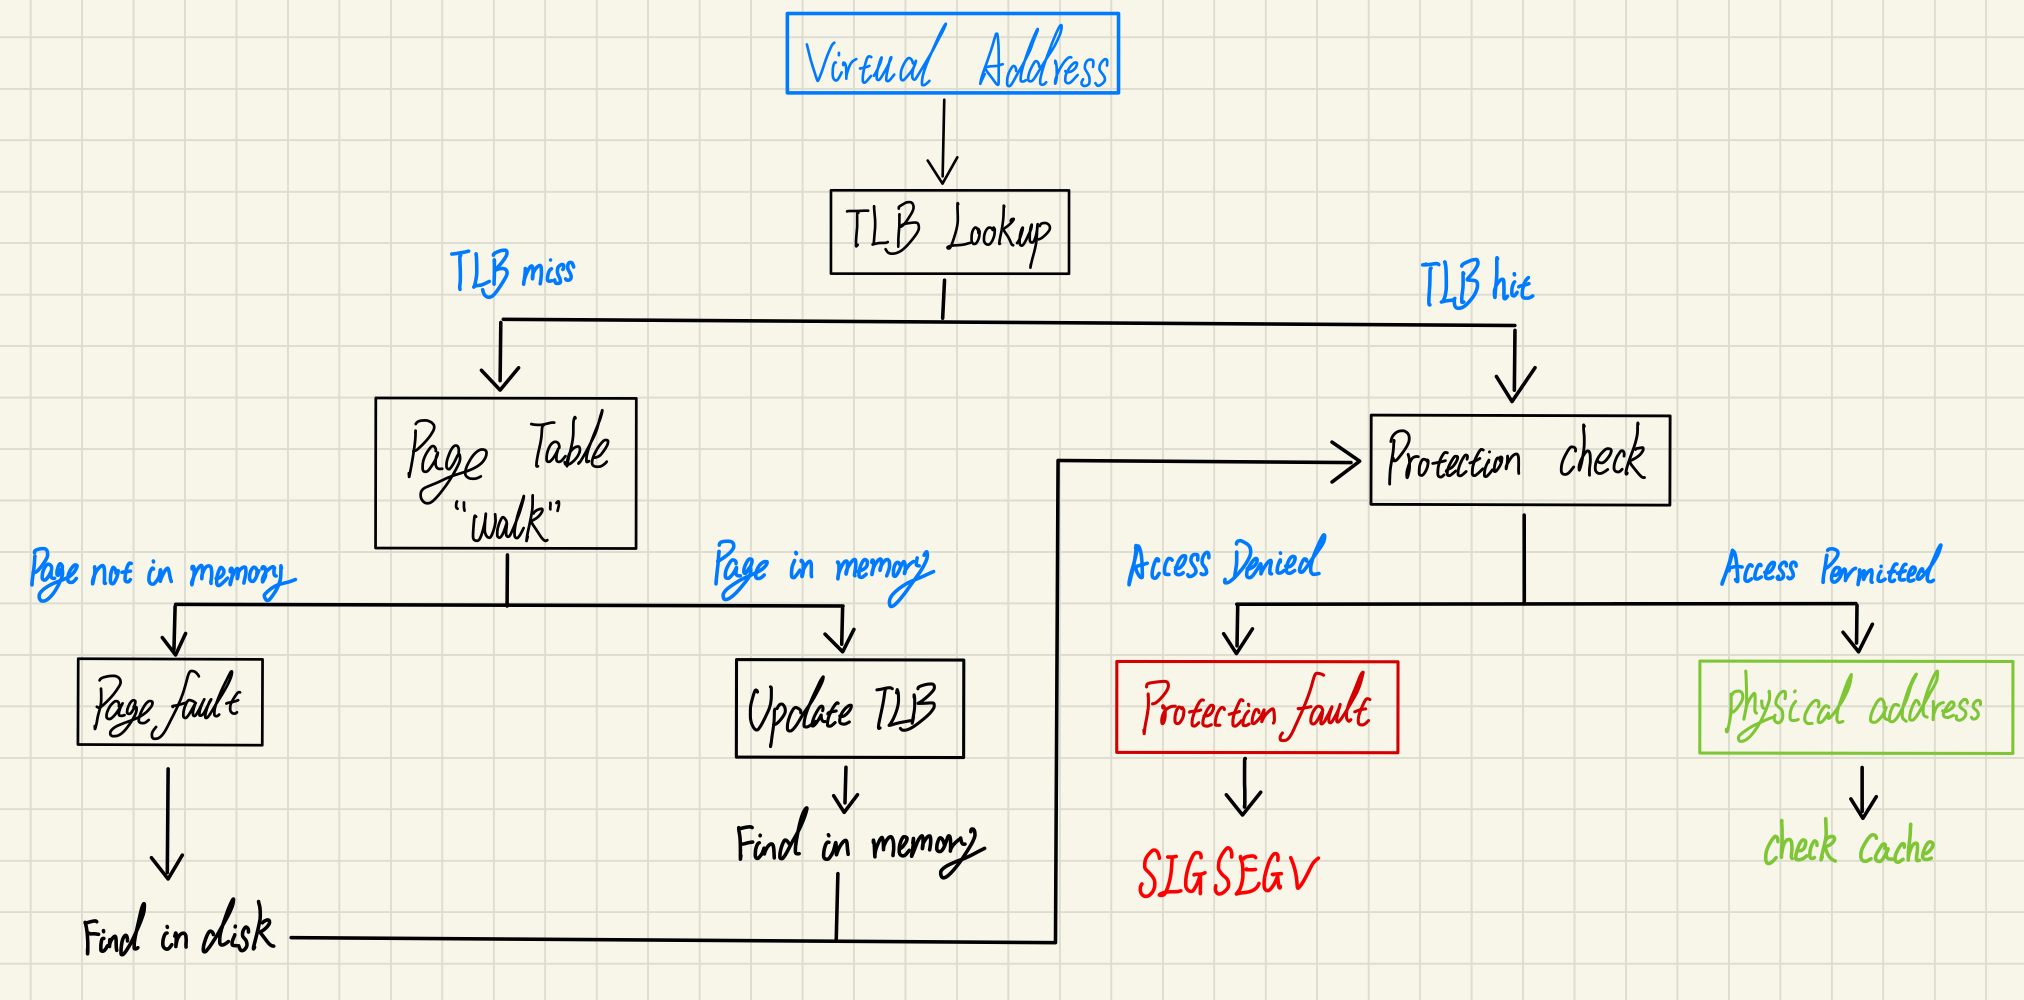 Virtual Address
TLB Lookup
TLB miss
TLB hit
Page Table
"walk"
Protection check
Page not in memory
Page in memory
Access Denied
Access Permitted
Page fault
Update TLB
Protection fault
physical address
Find in memory
SIGSEGV
check Cache
Find in disk